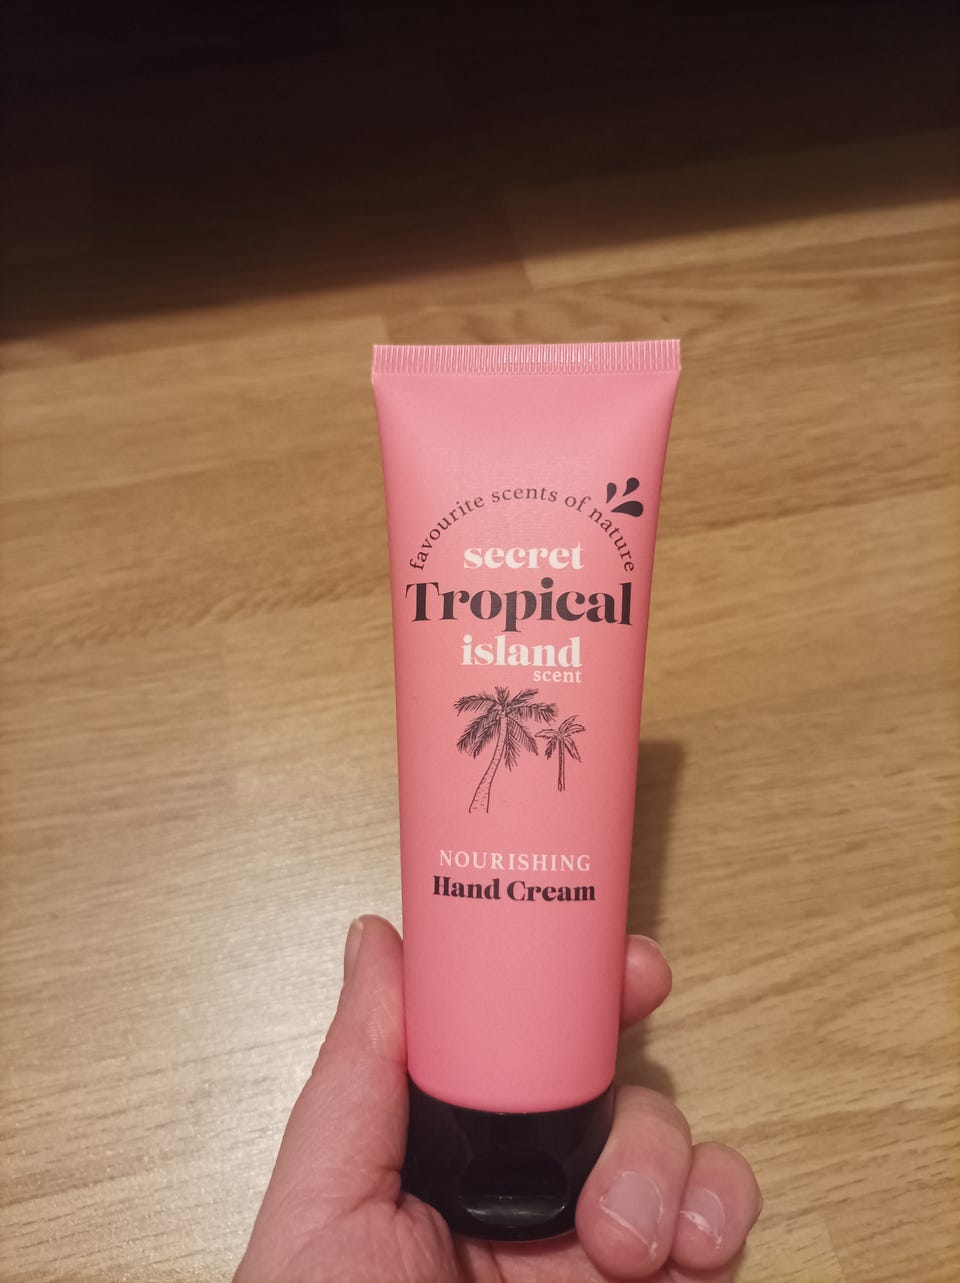 favourite scents of nature
secret
Tropical
island
scent
NOURISHING
Hand Cream